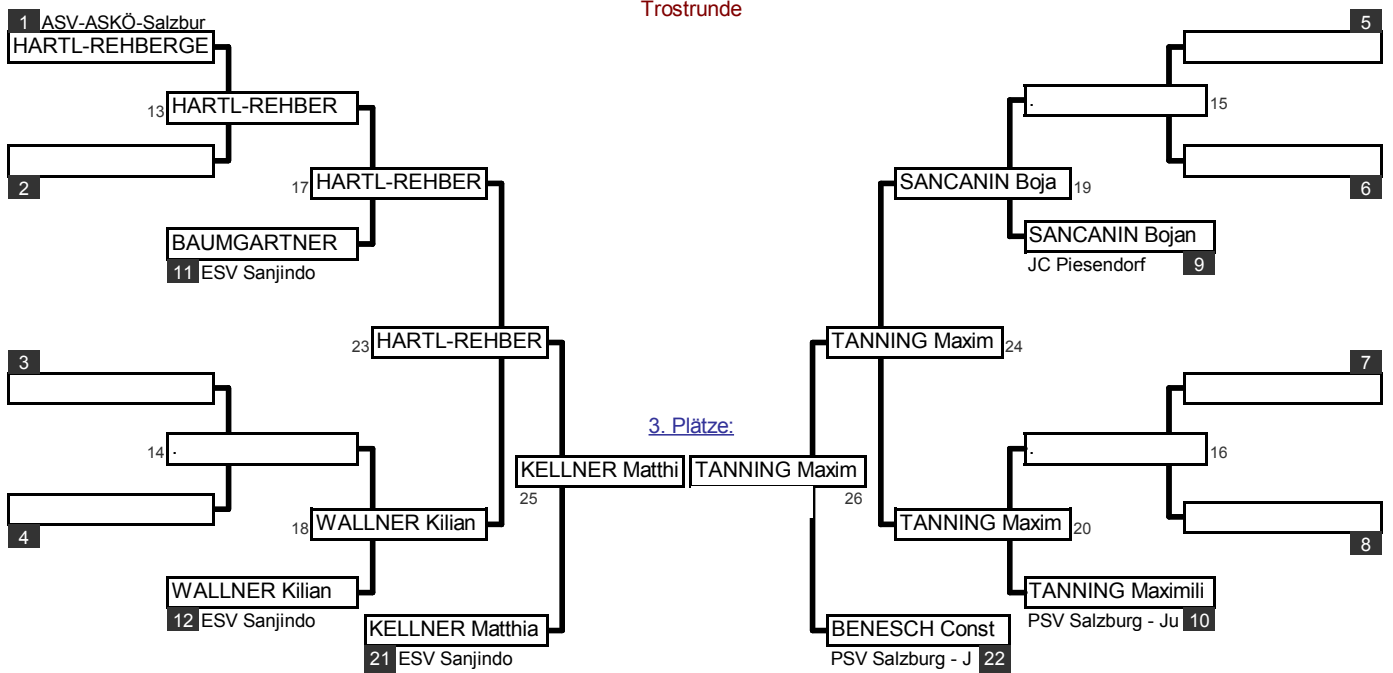 Trostrunde
1 ASV-ASKÖ-Salzbur
HARTL-REHBERGE
5
13 HARTL-REHBER
. 15
2
17 HARTL-REHBER
SANCANIN Boja 19
6
BAUMGARTNER
11 ESV Sanjindo
SANCANIN Bojan
JC Piesendorf 9
23 HARTL-REHBER
TANNING Maxim 24
3
7
3. Plätze:
14 .
. 16
KELLNER Matthi
25
TANNING Maxim
26
4
18 WALLNER Kilian
TANNING Maxim 20
8
WALLNER Kilian
12 ESV Sanjindo
TANNING Maximili
PSV Salzburg - Ju 10
KELLNER Matthia
21 ESV Sanjindo
BENESCH Const
PSV Salzburg - J 22